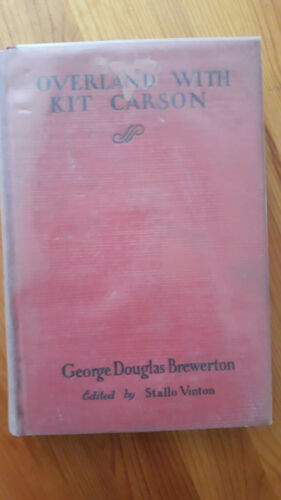 OVERLAND WITH
KIT CARSON
George Douglas Brewerton
Edited by Stallo Vinton